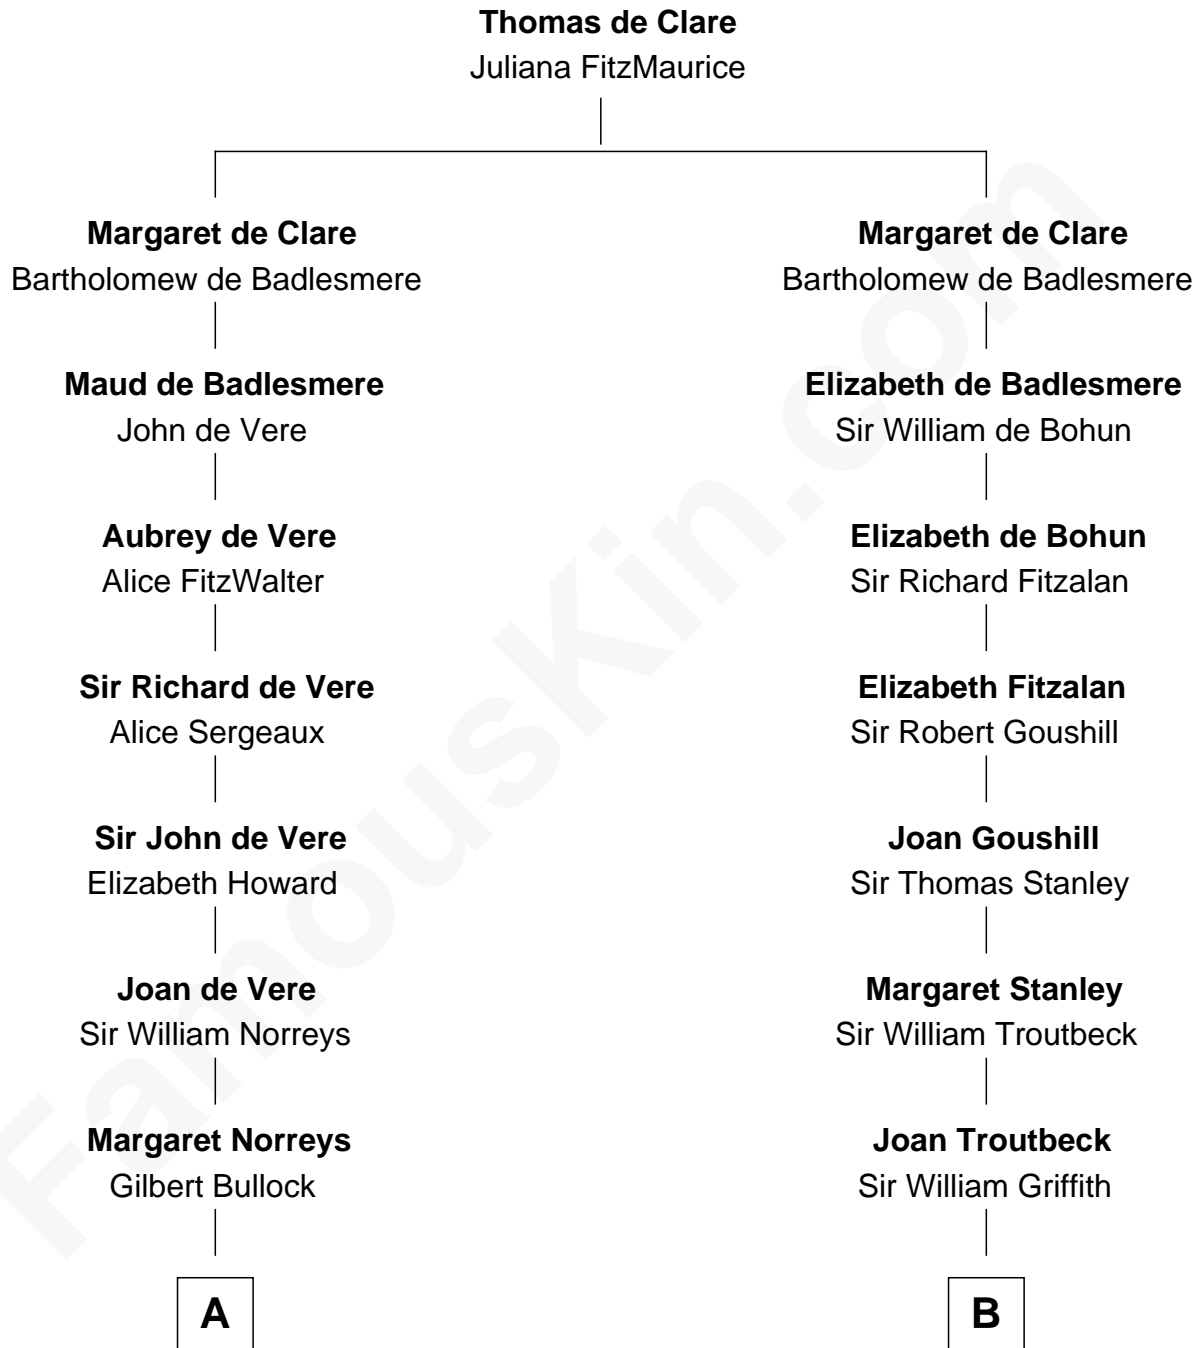 Thomas de Clare
Juliana FitzMaurice
Margaret de Clare
Bartholomew de Badlesmere
Maud de Badlesmere
John de Vere
Aubrey de Vere
Alice FitzWalter
Sir Richard de Vere
Alice Sergeaux
Sir John de Vere
Elizabeth Howard
Joan de Vere
Sir William Norreys
Margaret Norreys
Gilbert Bullock
A
Margaret de Clare
Bartholomew de Badlesmere
Elizabeth de Badlesmere
Sir William de Bohun
Elizabeth de Bohun
Sir Richard Fitzalan
Elizabeth Fitzalan
Sir Robert Goushill
Joan Goushill
Sir Thomas Stanley
Margaret Stanley
Sir William Troutbeck
Joan Troutbeck
Sir William Griffith
B
FamousKin.com